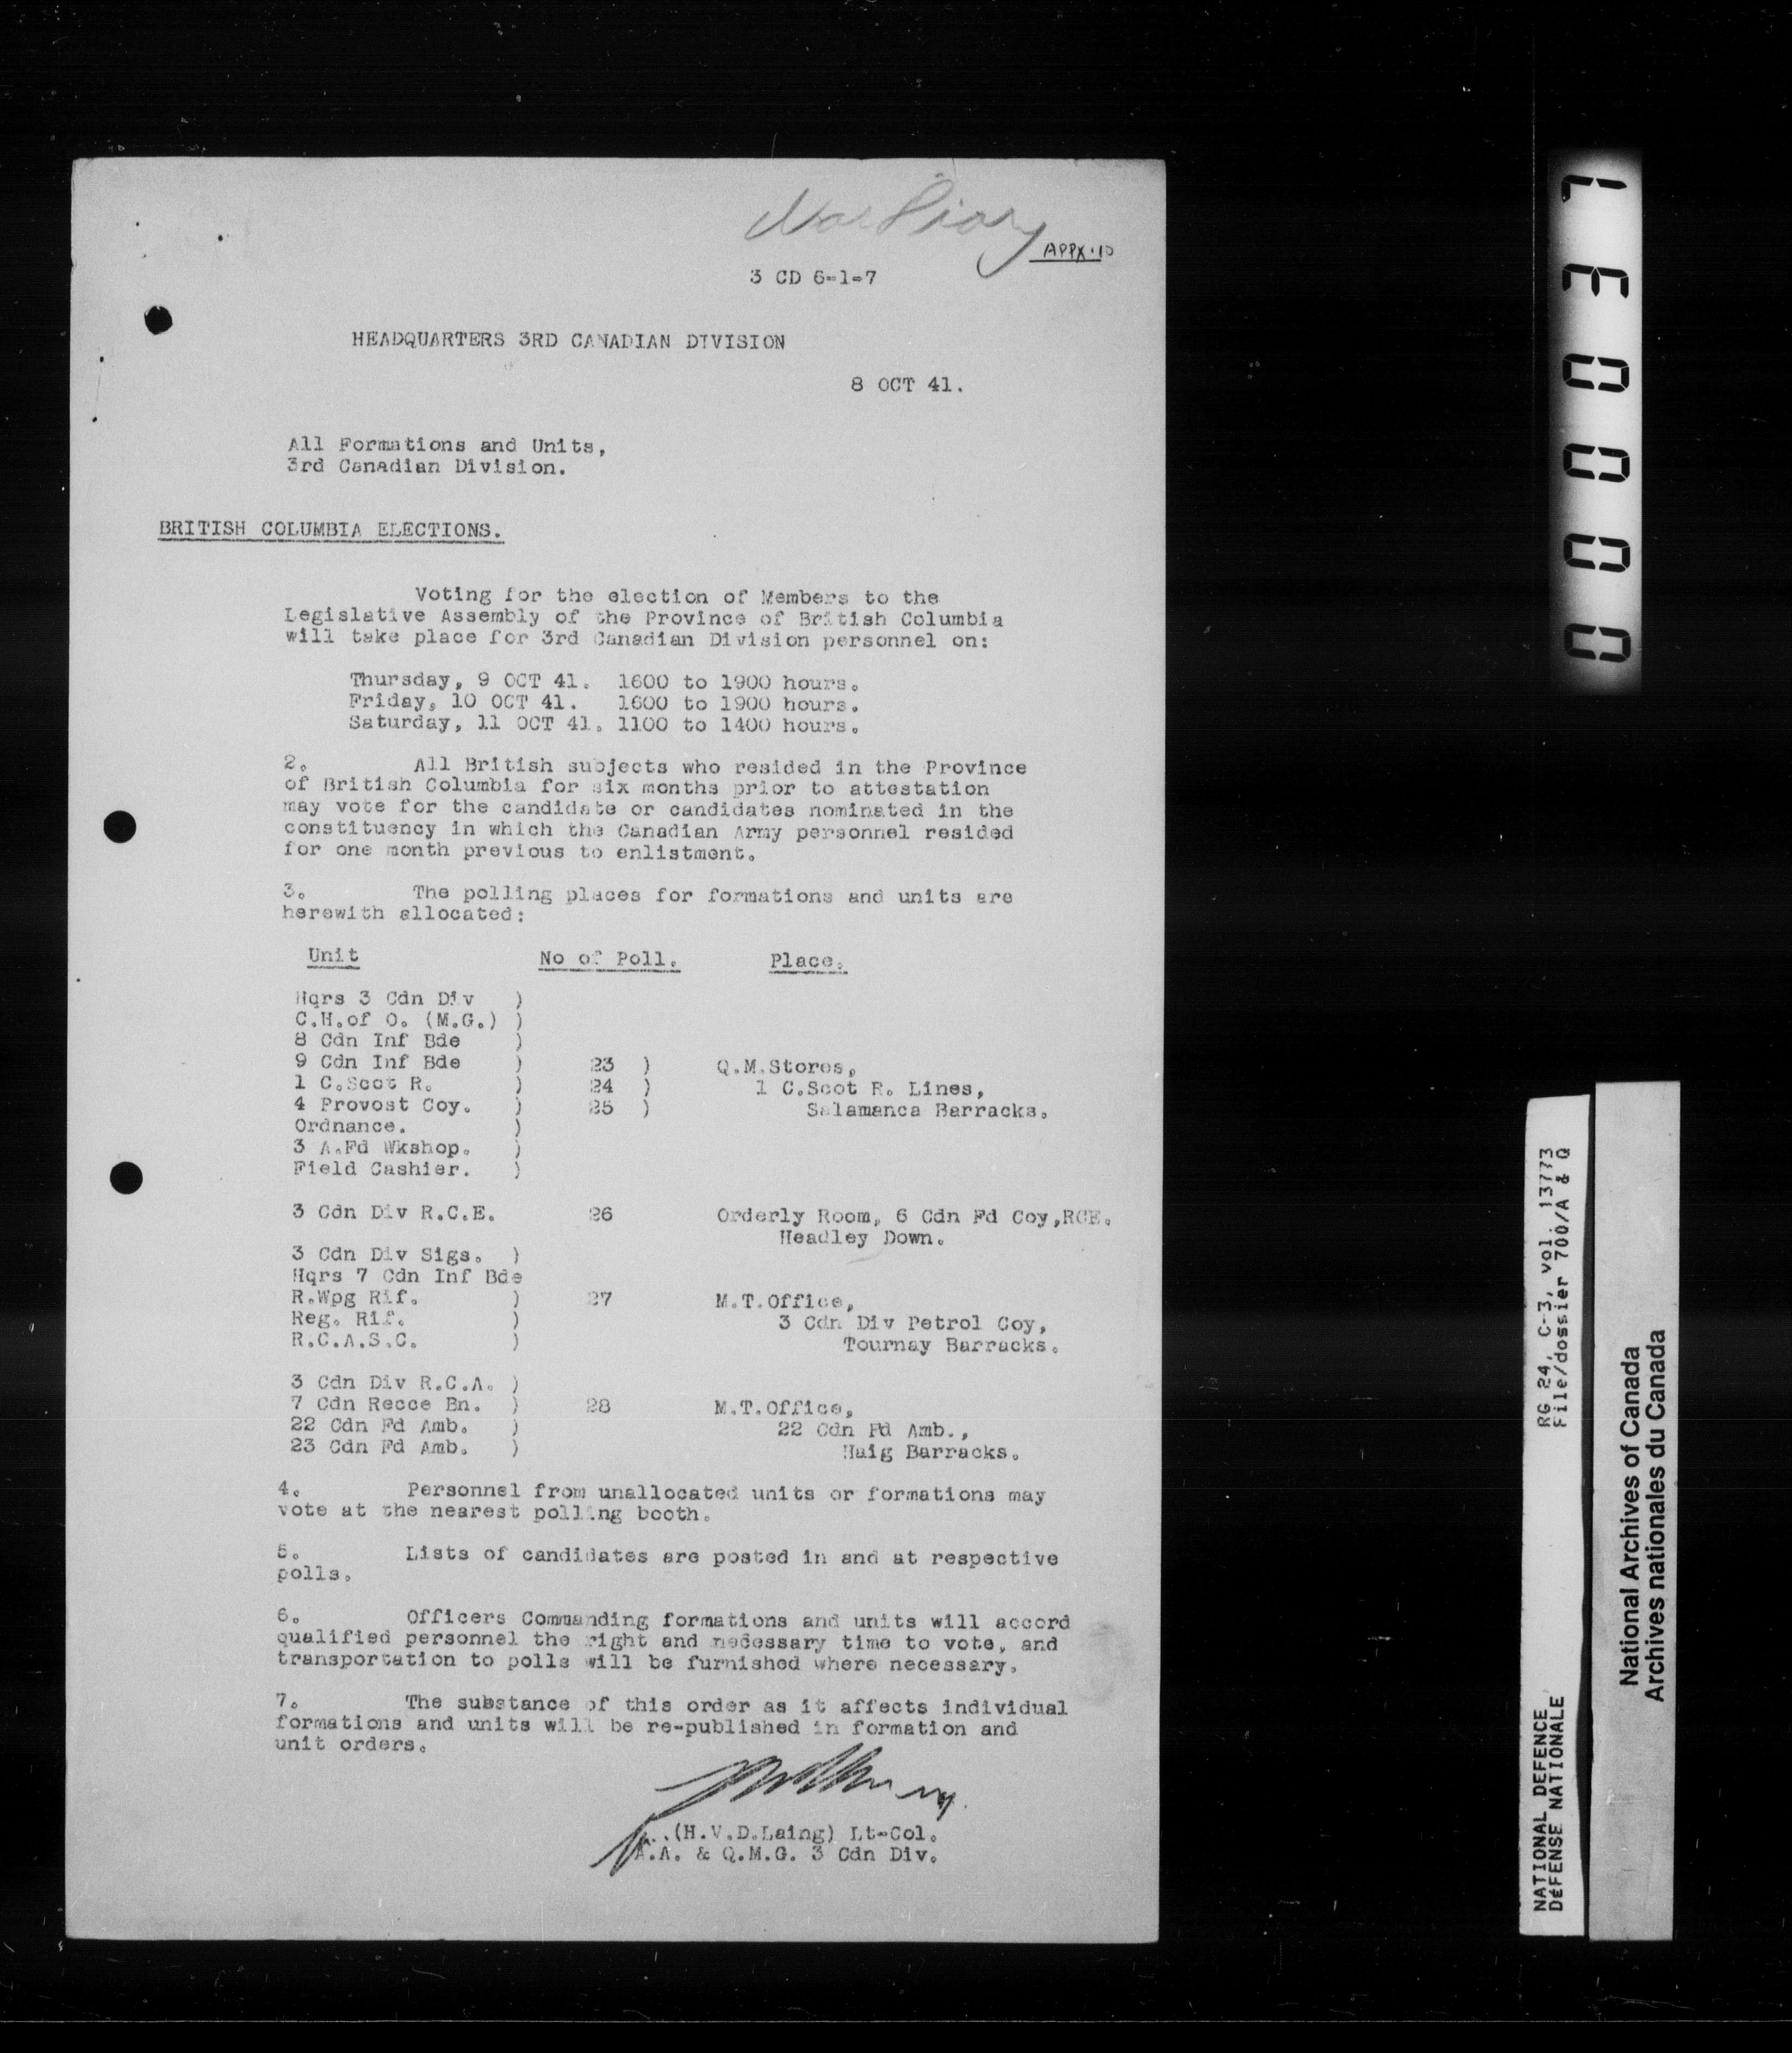 War Diary
APPX.10
3 CD 6-1-7
HEADQUARTERS 3RD CANADIAN DIVISION
8 OCT 41.
All Formations and Units,
3rd Canadian Division.
BRITISH COLUMBIA ELECTIONS.
Voting for the election of Members to the
Legislative Assembly of the Province of British Columbia
will take place for 3rd Canadian Division personnel on:
Thursday, 9 OCT 41. 1600 to 1900 hours.
Friday, 10 OCT 41. 1600 to 1900 hours.
Saturday, 11 OCT 41. 1100 to 1400 hours.
2. All British subjects who resided in the Province
of British Columbia for six months prior to attestation
may vote for the candidate or candidates nominated in the
constituency in which the Canadian Army personnel resided
for one month previous to enlistment.
3. The polling places for formations and units are
herewith allocated:
Unit No of Poll. Place.
Hqrs 3 Cdn Div )
C.H.of O. (M.G.) )
8 Cdn Inf Bde )
9 Cdn Inf Bde ) 23 ) Q.M.Stores,
1 C.Scot R. ) 24 ) 1 C.Scot R. Lines,
4 Provost Coy. ) 25 ) Salamanca Barracks.
Ordnance. )
3 A.Fd Wkshop. )
Field Cashier. )
3 Cdn Div R.C.E. 26 Orderly Room, 6 Cdn Fd Coy,RCE.
Headley Down.
3 Cdn Div Sigs. )
Hqrs 7 Cdn Inf Bde
R.Wpg Rif. ) 27 M.T.Office,
Reg. Rif. ) 3 Cdn Div Petrol Coy,
R.C.A.S.C. ) Tournay Barracks.
3 Cdn Div R.C.A. )
7 Cdn Recce Bn. ) 28 M.T.Office,
22 Cdn Fd Amb. ) 22 Cdn Fd Amb.,
23 Cdn Fd Amb. ) Haig Barracks.
4. Personnel from unallocated units or formations may
vote at the nearest polling booth.
5. Lists of candidates are posted in and at respective
polls.
6. Officers Commanding formations and units will accord
qualified personnel the right and necessary time to vote, and
transportation to polls will be furnished where necessary.
7. The substance of this order as it affects individual
formations and units will be re-published in formation and
unit orders.
(H.V.D.Laing) Lt-Col.
A.A. & Q.M.G. 3 Cdn Div.
000037
NATIONAL DEFENCE RG 24, C-3, vol. 13773
DéFENSE NATIONALE File/dossier 700/A & Q
National Archives of Canada
Archives nationales du Canada